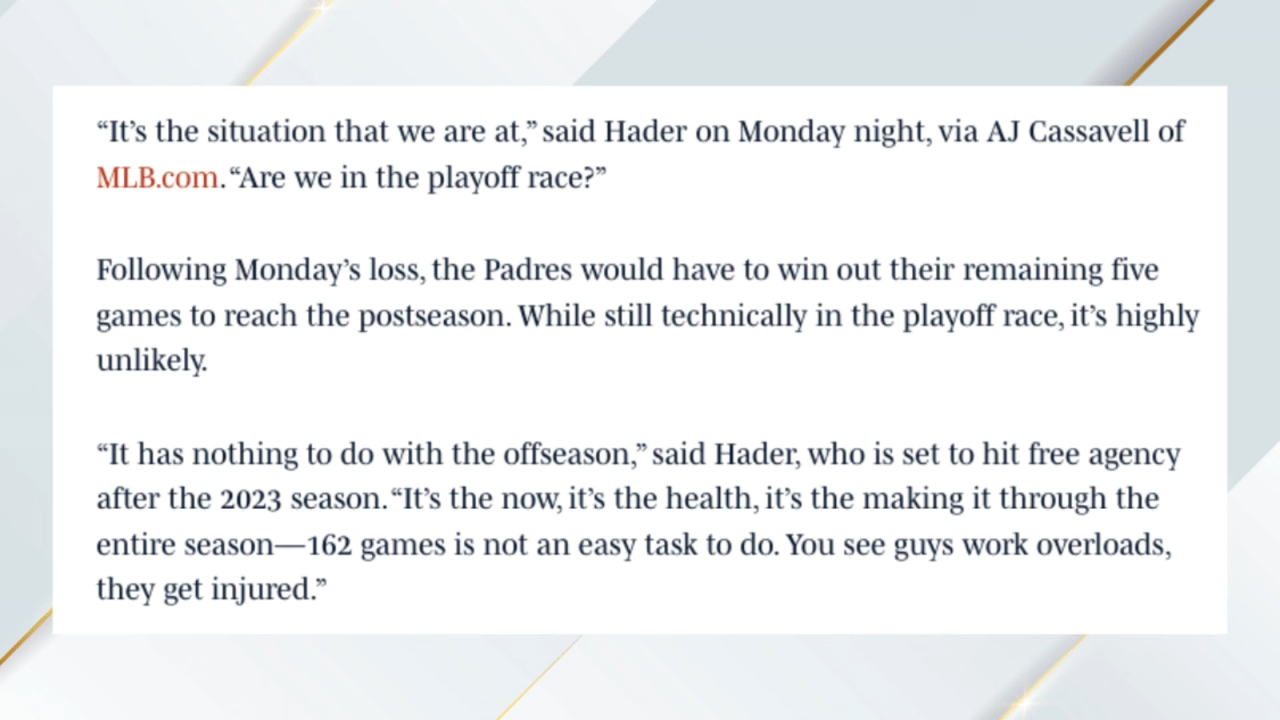 “It’s the situation that we are at,” said Hader on Monday night, via AJ Cassavell of
MLB.com. “Are we in the playoff race?”
Following Monday’s loss, the Padres would have to win out their remaining five
games to reach the postseason. While still technically in the playoff race, it’s highly
unlikely.
“It has nothing to do with the offseason,” said Hader, who is set to hit free agency
after the 2023 season. “It’s the now, it’s the health, it’s the making it through the
entire season—162 games is not an easy task to do. You see guys work overloads,
they get injured.”